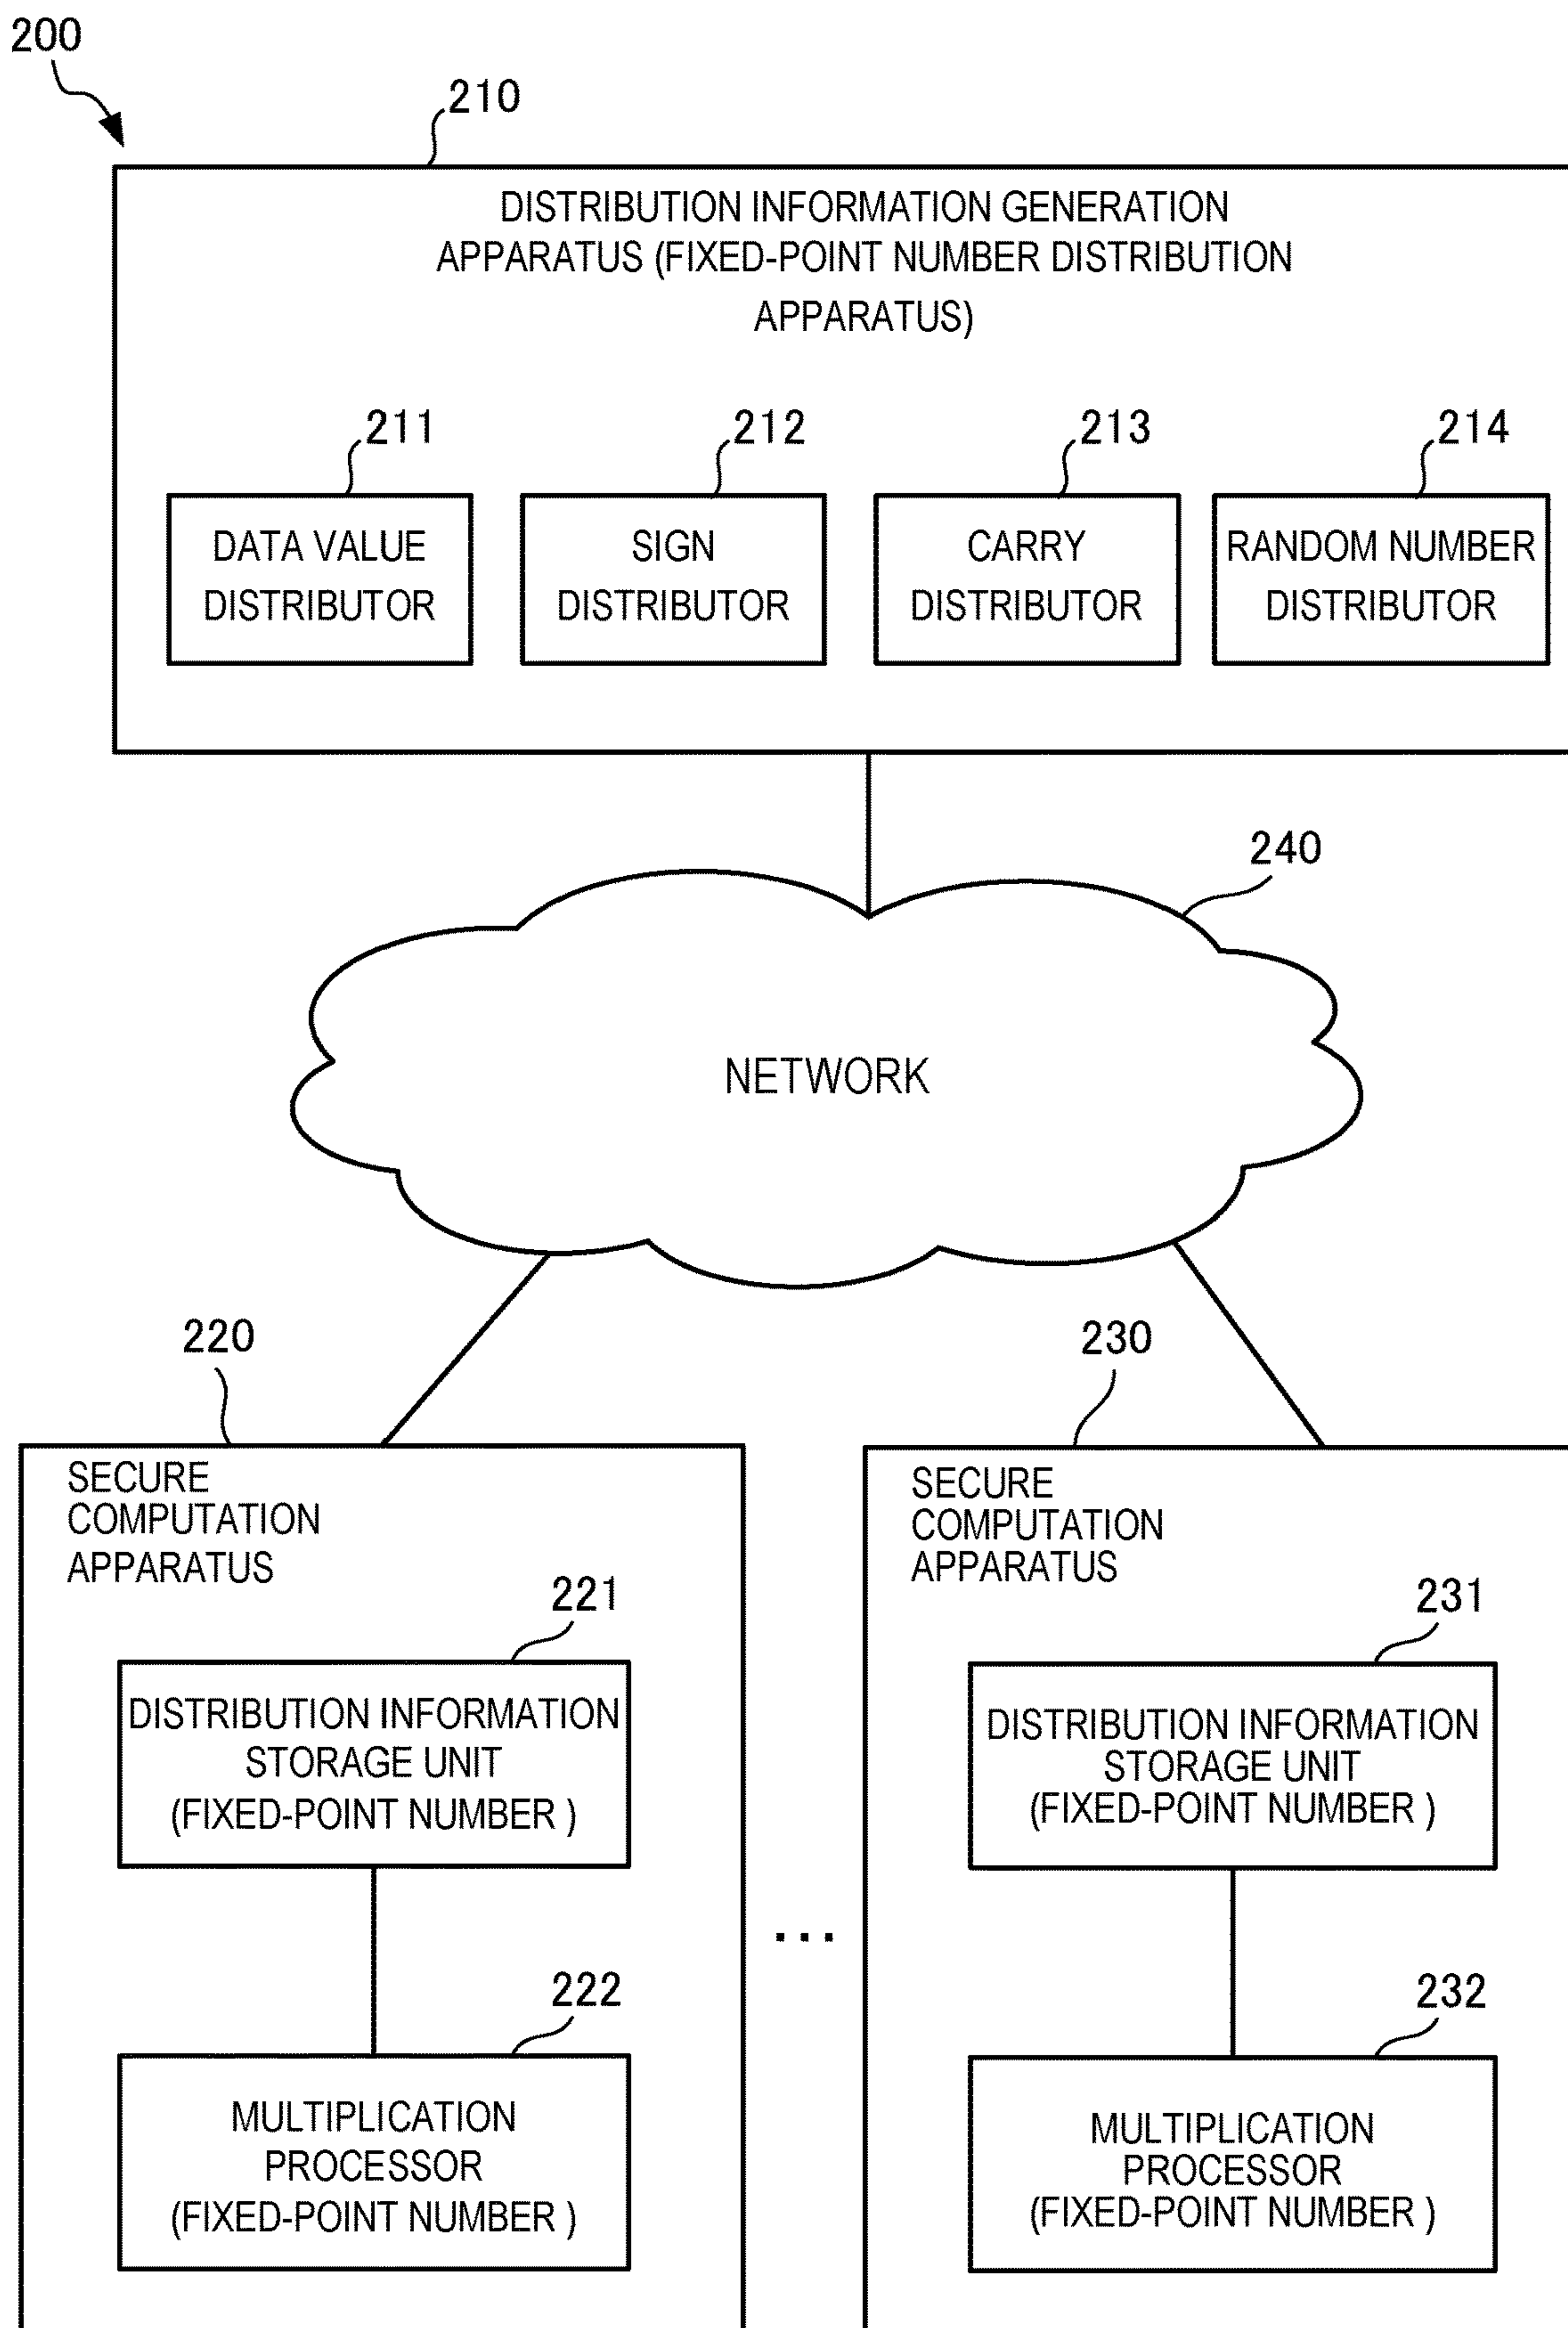 200
210
DISTRIBUTION INFORMATION GENERATION
APPARATUS (FIXED-POINT NUMBER DISTRIBUTION
APPARATUS)
211
212
213
214
DATA VALUE
DISTRIBUTOR
SIGN
DISTRIBUTOR
CARRY
DISTRIBUTOR
RANDOM NUMBER
DISTRIBUTOR
240
NETWORK
220
230
SECURE
COMPUTATION
APPARATUS
221
DISTRIBUTION INFORMATION
STORAGE UNIT
(FIXED-POINT NUMBER )
222
MULTIPLICATION
PROCESSOR
(FIXED-POINT NUMBER )
...
SECURE
COMPUTATION
APPARATUS
231
DISTRIBUTION INFORMATION
STORAGE UNIT
(FIXED-POINT NUMBER )
232
MULTIPLICATION
PROCESSOR
(FIXED-POINT NUMBER )